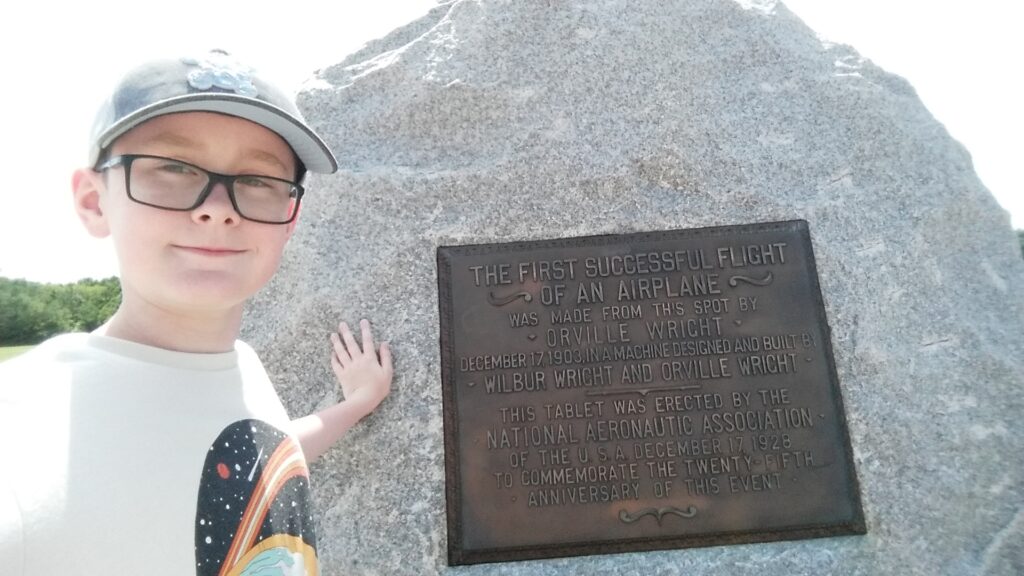 THE FIRST SUCCESSFUL FLIGHT
OF AN AIRPLANE
WAS MADE FROM THIS SPOT BY
ORVILLE WRIGHT
DECEMBER 17, 1903, IN A MACHINE DESIGNED AND BUILT BY
WILBUR WRIGHT AND ORVILLE WRIGHT
THIS TABLET WAS ERECTED BY THE
NATIONAL AERONAUTIC ASSOCIATION
OF THE U.S.A. DECEMBER 17, 1928
TO COMMEMORATE THE TWENTY-FIFTH
ANNIVERSARY OF THIS EVENT